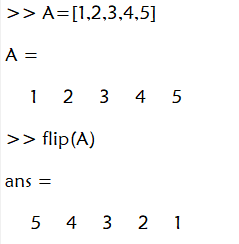 >> A=[1,2,3,4,5]
A =
1 2 3 4 5
>> flip(A)
ans =
5 4 3 2 1